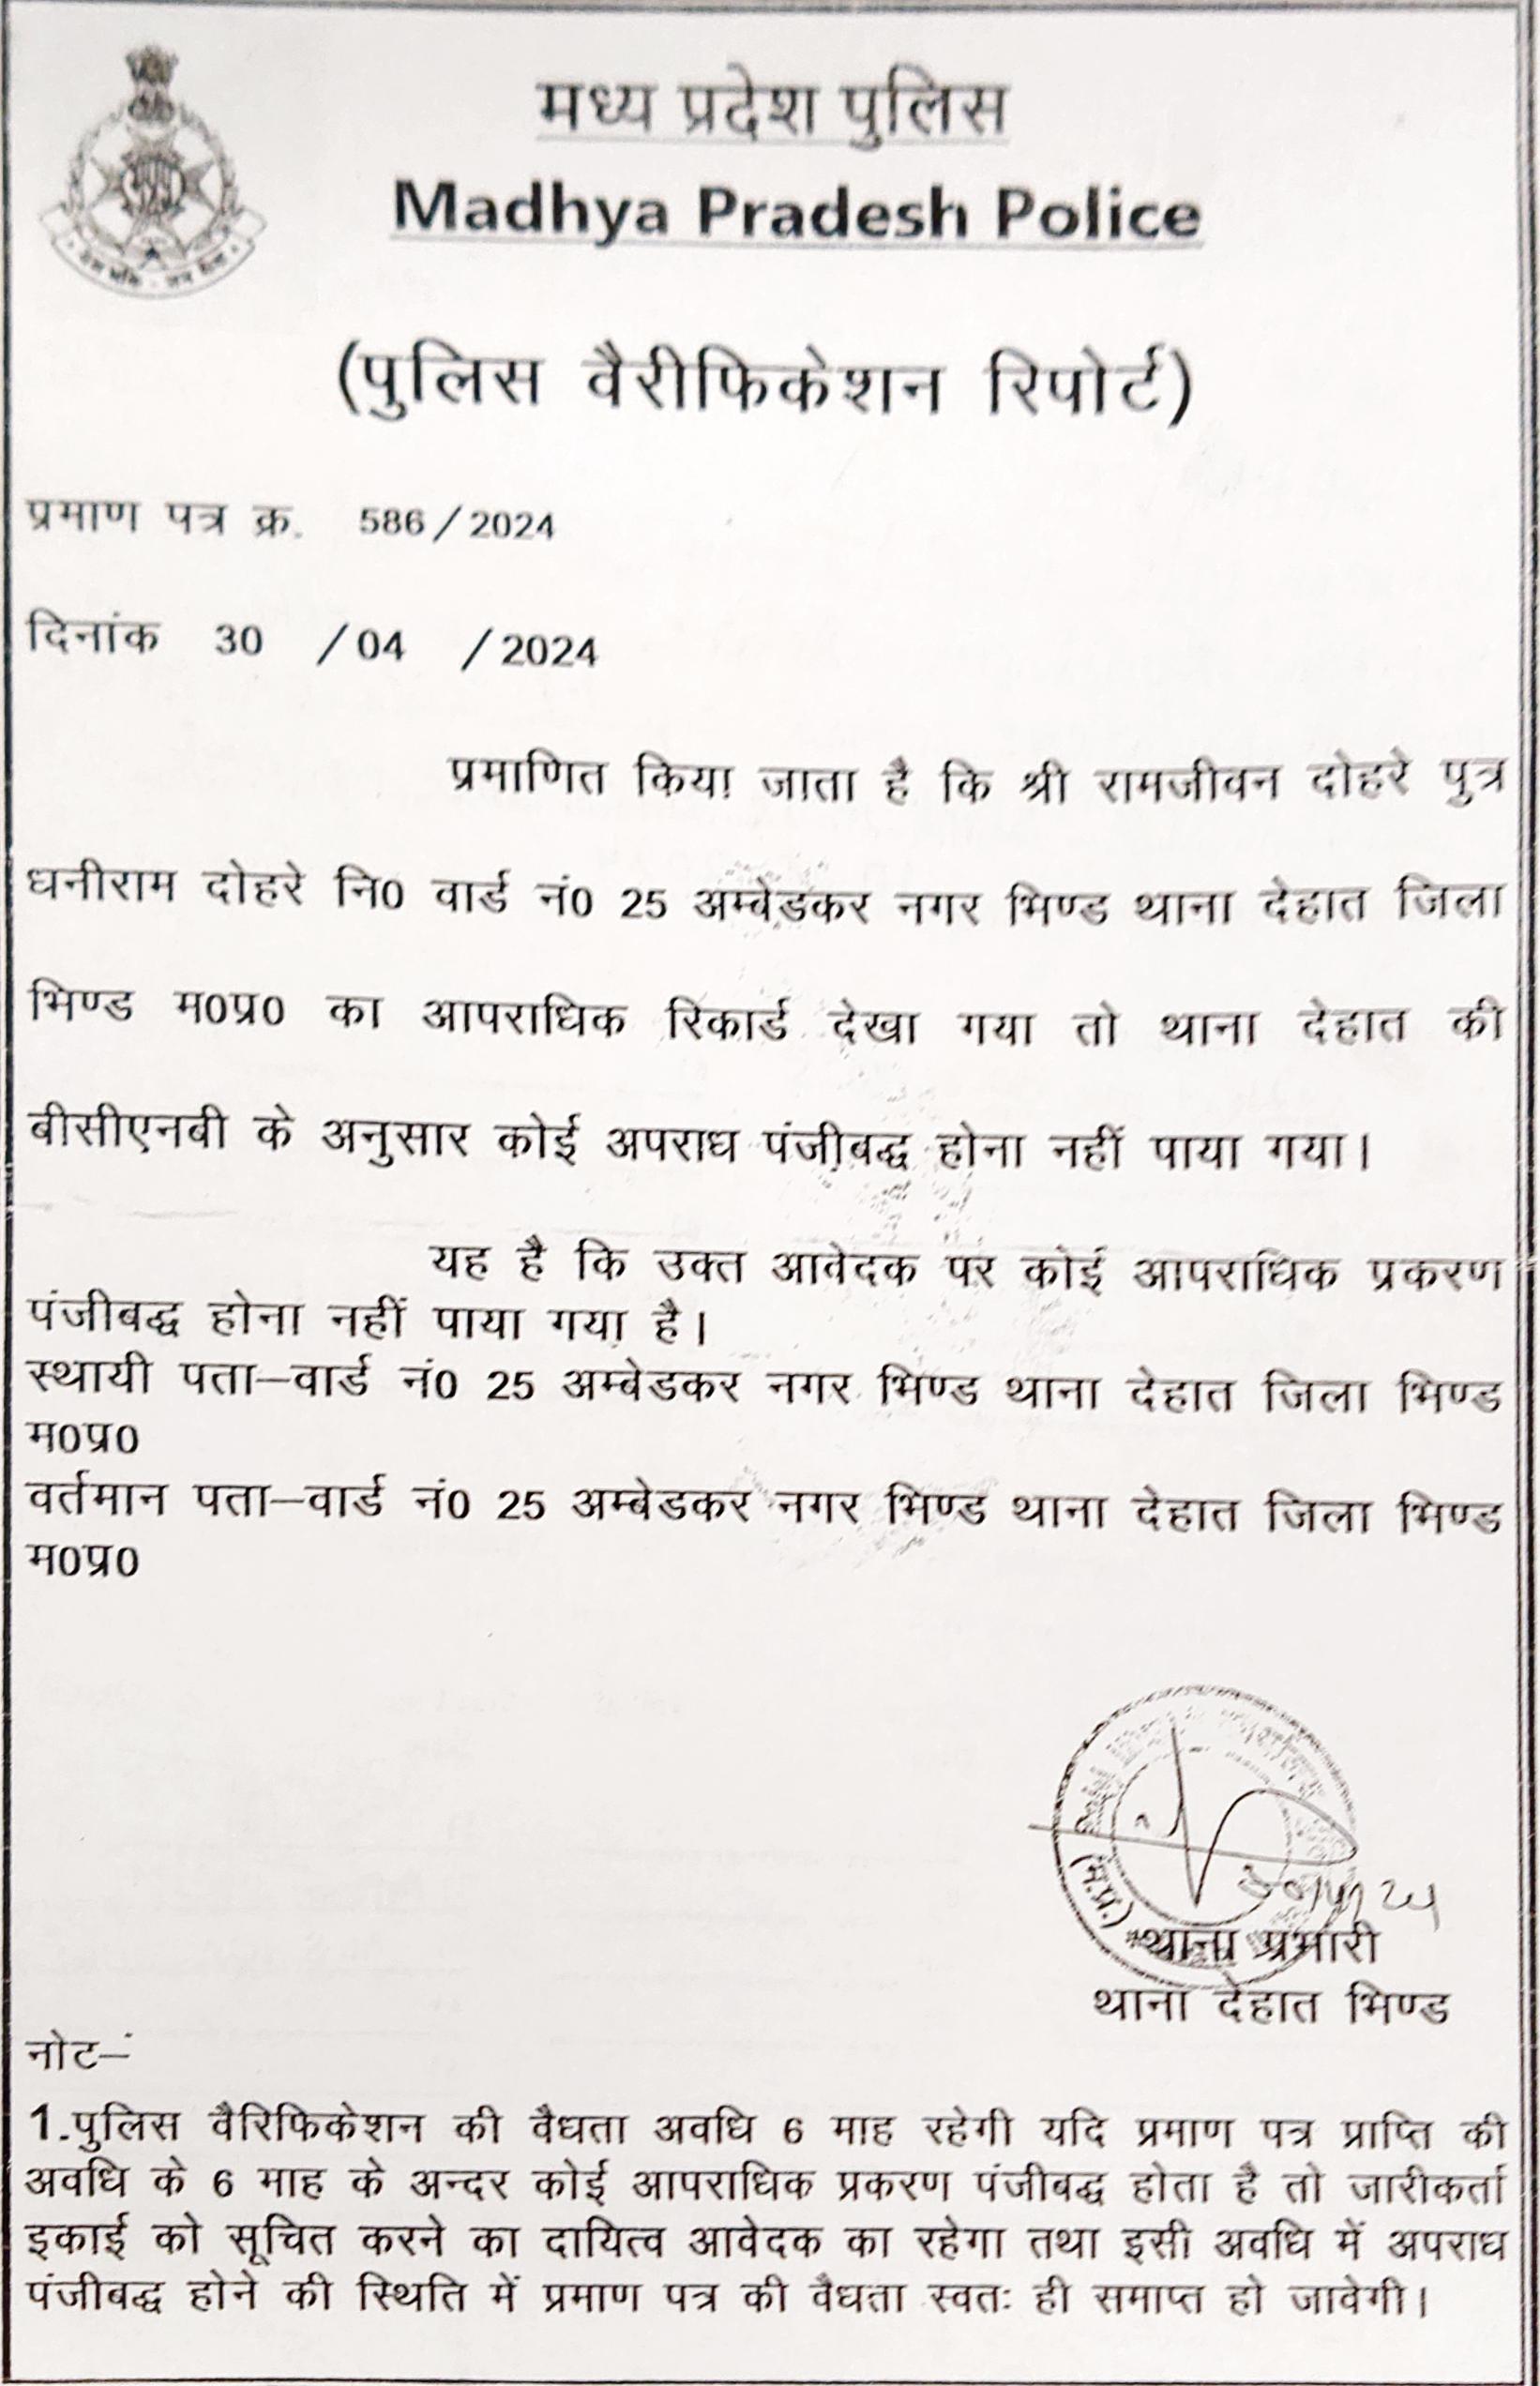 मध्य प्रदेश पुलिस
Madhya Pradesh Police
(पुलिस वैरीफिकेशन रिपोर्ट)
प्रमाण पत्र क्र. 586/2024
दिनांक 30 /04 /2024
प्रमाणित किया जाता है कि श्री रामजीवन दोहरे पुत्र
धनीराम दोहरे नि0 वार्ड नं0 25 अम्बेडकर नगर भिण्ड थाना देहात जिला
भिण्ड म0प्र0 का आपराधिक रिकार्ड देखा गया तो थाना देहात की
बीसीएनबी के अनुसार कोई अपराध पंजीबद्ध होना नहीं पाया गया।
यह है कि उक्त आवेदक पर कोई आपराधिक प्रकरण
पंजीबद्ध होना नहीं पाया गया है।
स्थायी पता–वार्ड नं0 25 अम्बेडकर नगर भिण्ड थाना देहात जिला भिण्ड
म0प्र0
वर्तमान पता–वार्ड नं0 25 अम्बेडकर नगर भिण्ड थाना देहात जिला भिण्ड
म0प्र0
(म.प्र.)
थाना प्रभारी
थाना देहात भिण्ड
नोट–
1.पुलिस वैरिफिकेशन की वैधता अवधि 6 माह रहेगी यदि प्रमाण पत्र प्राप्ति की
अवधि के 6 माह के अन्दर कोई आपराधिक प्रकरण पंजीबद्ध होता है तो जारीकर्ता
इकाई को सूचित करने का दायित्व आवेदक का रहेगा तथा इसी अवधि में अपराध
पंजीबद्ध होने की स्थिति में प्रमाण पत्र की वैधता स्वतः ही समाप्त हो जावेगी।